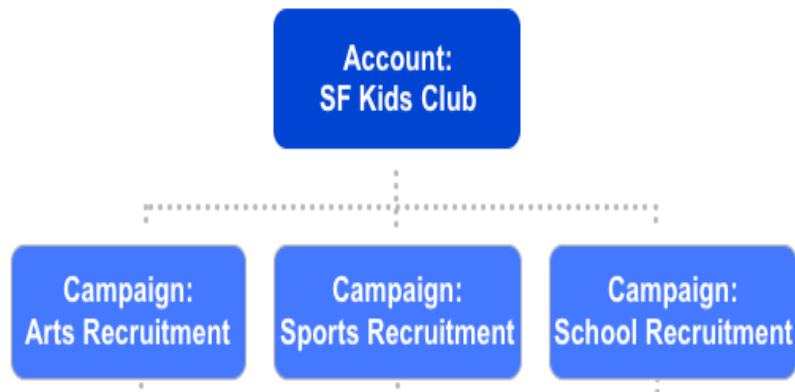 Account:
SF Kids Club
Campaign:
Arts Recruitment
Campaign:
Sports Recruitment
Campaign:
School Recruitment